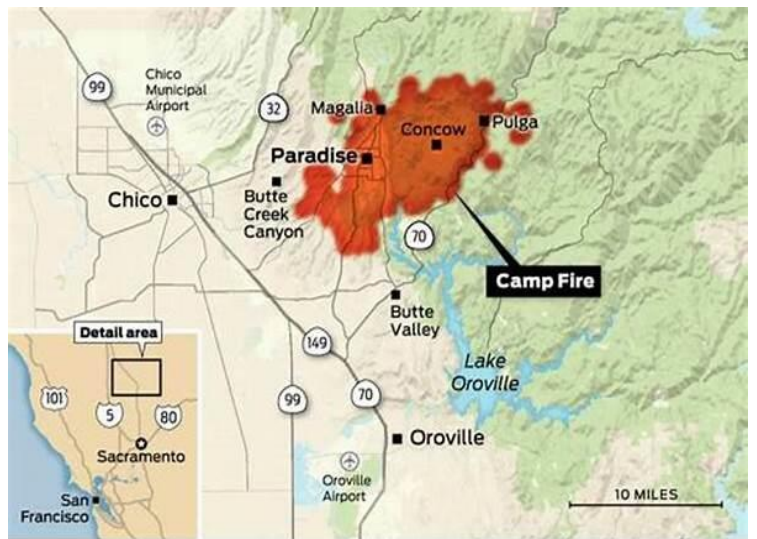 99
Chico
Municipal
Airport
32
Magalia
Concow
Pulga
Paradise
Chico
Butte
Creek
Canyon
70
Camp Fire
Butte
Valley
149
Lake
Oroville
99
70
Oroville
Oroville
Airport
10 MILES
Detail area
101
5
80
Sacramento
San
Francisco